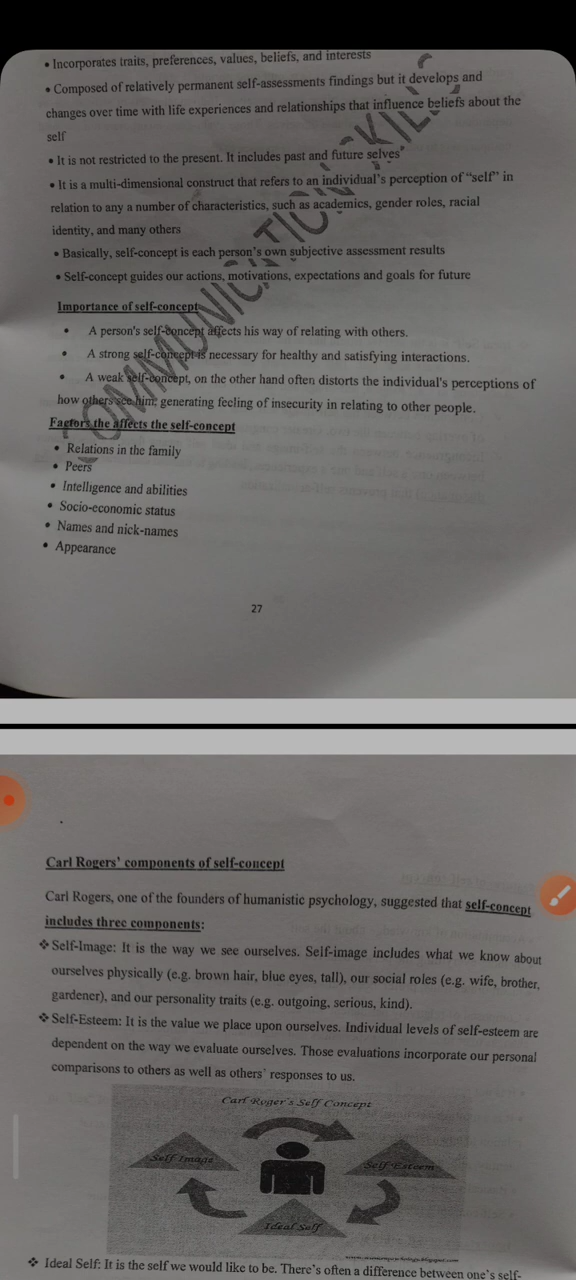 • Incorporates traits, preferences, values, beliefs, and interests
• Composed of relatively permanent self-assessments findings but it develops and
changes over time with life experiences and relationships that influence beliefs about the
self
• It is not restricted to the present. It includes past and future selves
• It is a multi-dimensional construct that refers to an individual's perception of “self” in
relation to any a number of characteristics, such as academics, gender roles, racial
identity, and many others
• Basically, self-concept is each person's own subjective assessment results
• Self-concept guides our actions, motivations, expectations and goals for future
COMMUNICATION SKILLS
Importance of self-concept
• A person's self-concept affects his way of relating with others.
• A strong self-concept is necessary for healthy and satisfying interactions.
• A weak self-concept, on the other hand often distorts the individual's perceptions of
how others see him; generating feeling of insecurity in relating to other people.
Factors the affects the self-concept
• Relations in the family
• Peers
• Intelligence and abilities
• Socio-economic status
• Names and nick-names
• Appearance
27
Carl Rogers' components of self-concept
Carl Rogers, one of the founders of humanistic psychology, suggested that self-concept
includes three components:
❖ Self-Image: It is the way we see ourselves. Self-image includes what we know about
ourselves physically (e.g. brown hair, blue eyes, tall), our social roles (e.g. wife, brother,
gardener), and our personality traits (e.g. outgoing, serious, kind).
❖ Self-Esteem: It is the value we place upon ourselves. Individual levels of self-esteem are
dependent on the way we evaluate ourselves. Those evaluations incorporate our personal
comparisons to others as well as others' responses to us.
Carl Roger's Self Concept
Self Image
Self Esteem
Ideal Self
❖ Ideal Self: It is the self we would like to be. There's often a difference between one's self-